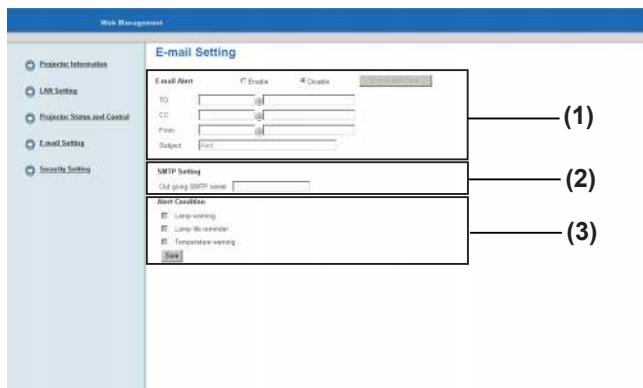 Web Management
E-mail Setting
Projector Information
LAN Setting
Projector Status and Control
E-mail Setting
Security Setting
E-mail Alert Enable Disable
TO @
CC @
From @
Subject Alert
(1)
SMTP Setting
Out going SMTP server
(2)
Alert Condition
Lamp warning
Lamp life reminder
Temperature warning
Save
(3)